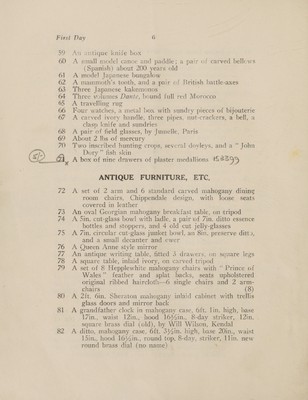 First Day 6
59 An antique knife box
60 A small model canoe and paddle; a pair of carved bellows
(Spanish) about 200 years old
61 A model Japanese bungalow
62 A mammoth's tooth, and a pair of British battle-axes
63 Three Japanese kakemonos
64 Three volumes Dante, bound full red Morocco
65 A travelling rug
66 Four watches, a metal box with sundry pieces of bijouterie
67 A carved ivory handle, three pipes, nut-crackers, a bell, a
clasp knife and sundries
68 A pair of field glasses, by Jumelle, Paris
69 About 2 lbs of mercury
70 Two inscribed hunting crops, several deeleys, and a "John
Dory" fish skin
A box of nine drawers of plaster medallions
ANTIQUE FURNITURE, ETC.
72 A set of 2 arm and 6 standard carved mahogany dining
room chairs, Chippendale design, with loose seats
covered in leather
73 An oval Georgian mahogany breakfast table, on tripod
74 A 5in. cut-glass bowl with balle, a pair of 7in. ditto essence
bottles and stoppers, and 4 old cut jelly-glasses
75 A 7in. circular cut-glass junket bowl, an 8in. preserve ditto,
and a small decanter and ewer
76 A Queen Anne style mirror
77 An antique writing table, fitted 5 drawers, on square legs
78 A square table, inlaid ivory, on carved tripod
79 A set of 8 Hepplewhite mahogany chairs with "Prince of
Wales" feather and splat backs, seats upholstered
original ribbed haircloth—6 single chairs and 2 arm-
chairs (8)
80 A 2ft. 6in. Sheraton mahogany inlaid cabinet with trellis
glass doors and mirror back
81 A grandfather clock in mahogany case, 6ft. 1in. high, base
17in., waist 12in., hood 16½in., 8-day striker, 12in.
square brass dial (old), by Will Wilson, Kendal
82 A ditto, mahogany case, 6ft. 3½in. high, base 20in., waist
15in., hood 16½in., round top, 8-day, striker, 11in. new
round brass dial (no name)